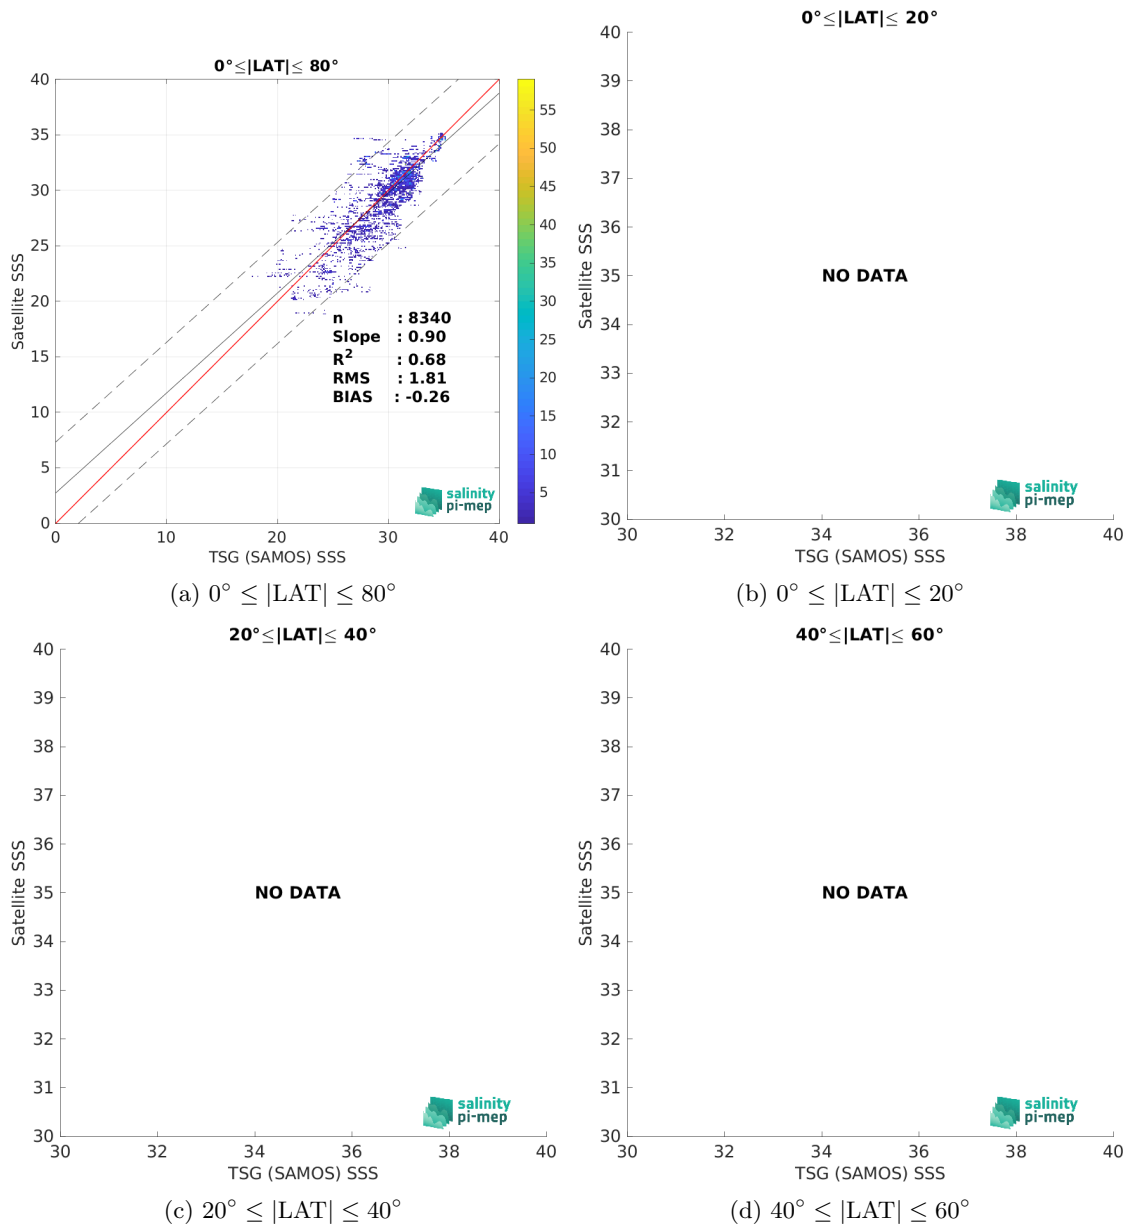 0°≤|LAT|≤ 80°
40
35
30
25
20
15
10
5
0
Satellite SSS
0
10
20
30
40
TSG (SAMOS) SSS
n : 8340
Slope : 0.90
R² : 0.68
RMS : 1.81
BIAS : -0.26
salinity
pi-mep
55
50
45
40
35
30
25
20
15
10
5
(a) 0° ≤ |LAT| ≤ 80°
0°≤|LAT|≤ 20°
40
39
38
37
36
35
34
33
32
31
30
Satellite SSS
NO DATA
salinity
pi-mep
30
32
34
36
38
40
TSG (SAMOS) SSS
(b) 0° ≤ |LAT| ≤ 20°
20°≤|LAT|≤ 40°
40
39
38
37
36
35
34
33
32
31
30
Satellite SSS
NO DATA
salinity
pi-mep
30
32
34
36
38
40
TSG (SAMOS) SSS
(c) 20° ≤ |LAT| ≤ 40°
40°≤|LAT|≤ 60°
40
39
38
37
36
35
34
33
32
31
30
Satellite SSS
NO DATA
salinity
pi-mep
30
32
34
36
38
40
TSG (SAMOS) SSS
(d) 40° ≤ |LAT| ≤ 60°